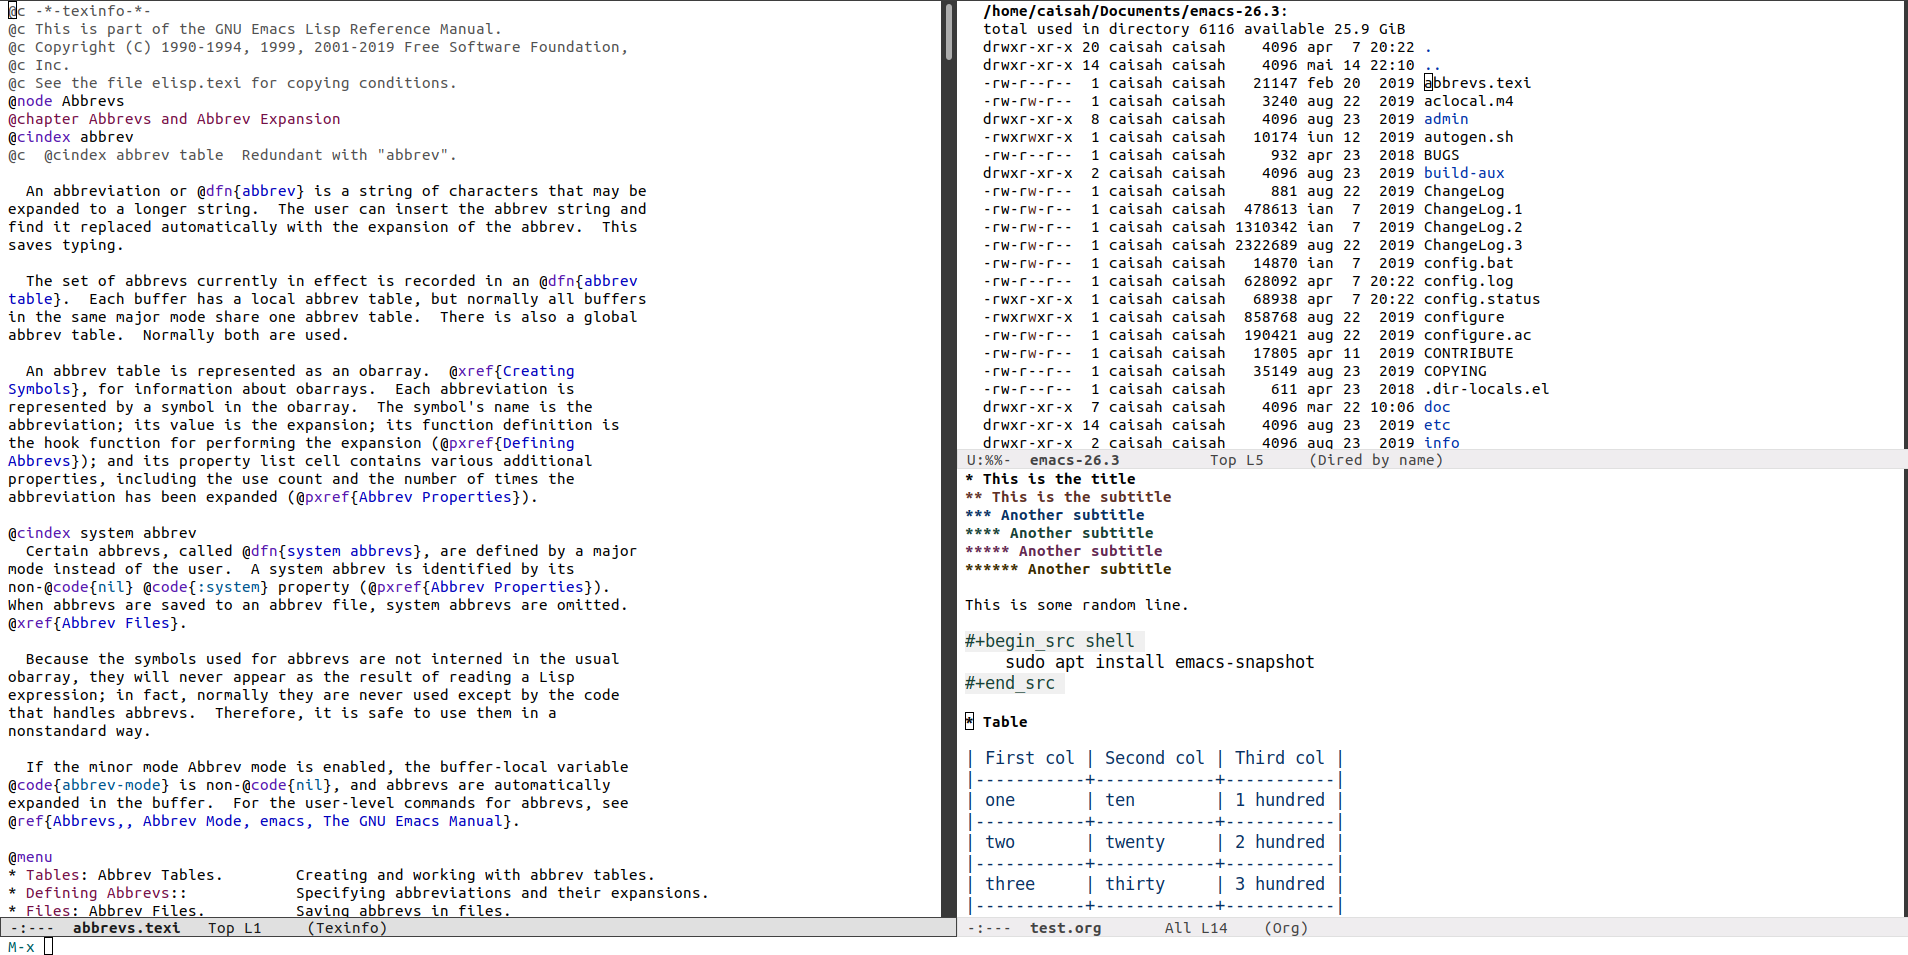 @c -*-texinfo-*-
@c This is part of the GNU Emacs Lisp Reference Manual.
@c Copyright (C) 1990-1994, 1999, 2001-2019 Free Software Foundation,
@c Inc.
@c See the file elisp.texi for copying conditions.
@node Abbrevs
@chapter Abbrevs and Abbrev Expansion
@cindex abbrev
@c  @cindex abbrev table  Redundant with "abbrev".

  An abbreviation or @dfn{abbrev} is a string of characters that may be
expanded to a longer string.  The user can insert the abbrev string and
find it replaced automatically with the expansion of the abbrev.  This
saves typing.

  The set of abbrevs currently in effect is recorded in an @dfn{abbrev
table}.  Each buffer has a local abbrev table, but normally all buffers
in the same major mode share one abbrev table.  There is also a global
abbrev table.  Normally both are used.

  An abbrev table is represented as an obarray.  @xref{Creating
Symbols}, for information about obarrays.  Each abbreviation is
represented by a symbol in the obarray.  The symbol's name is the
abbreviation; its value is the expansion; its function definition is
the hook function for performing the expansion (@pxref{Defining
Abbrevs}); and its property list cell contains various additional
properties, including the use count and the number of times the
abbreviation has been expanded (@pxref{Abbrev Properties}).

@cindex system abbrev
  Certain abbrevs, called @dfn{system abbrevs}, are defined by a major
mode instead of the user.  A system abbrev is identified by its
non-@code{nil} @code{:system} property (@pxref{Abbrev Properties}).
When abbrevs are saved to an abbrev file, system abbrevs are omitted.
@xref{Abbrev Files}.

  Because the symbols used for abbrevs are not interned in the usual
obarray, they will never appear as the result of reading a Lisp
expression; in fact, normally they are never used except by the code
that handles abbrevs.  Therefore, it is safe to use them in a
nonstandard way.

  If the minor mode Abbrev mode is enabled, the buffer-local variable
@code{abbrev-mode} is non-@code{nil}, and abbrevs are automatically
expanded in the buffer.  For the user-level commands for abbrevs, see
@ref{Abbrevs,, Abbrev Mode, emacs, The GNU Emacs Manual}.

@menu
* Tables: Abbrev Tables.        Creating and working with abbrev tables.
* Defining Abbrevs::            Specifying abbreviations and their expansions.
* Files: Abbrev Files.          Saving abbrevs in files.
-:---  abbrevs.texi   Top L1     (Texinfo)
M-x
/home/caisah/Documents/emacs-26.3:
total used in directory 6116 available 25.9 GiB
drwxr-xr-x 20 caisah caisah    4096 apr  7 20:22 .
drwxr-xr-x 14 caisah caisah    4096 mai 14 22:10 ..
-rw-r--r--  1 caisah caisah   21147 feb 20  2019 abbrevs.texi
-rw-rw-r--  1 caisah caisah    3240 aug 22  2019 aclocal.m4
drwxr-xr-x  8 caisah caisah    4096 aug 23  2019 admin
-rwxrwxr-x  1 caisah caisah   10174 iun 12  2019 autogen.sh
-rw-r--r--  1 caisah caisah     932 apr 23  2018 BUGS
drwxr-xr-x  2 caisah caisah    4096 aug 23  2019 build-aux
-rw-rw-r--  1 caisah caisah     881 aug 22  2019 ChangeLog
-rw-rw-r--  1 caisah caisah  478613 ian  7  2019 ChangeLog.1
-rw-rw-r--  1 caisah caisah 1310342 ian  7  2019 ChangeLog.2
-rw-rw-r--  1 caisah caisah 2322689 aug 22  2019 ChangeLog.3
-rw-rw-r--  1 caisah caisah   14870 ian  7  2019 config.bat
-rw-r--r--  1 caisah caisah  628092 apr  7 20:22 config.log
-rwxr-xr-x  1 caisah caisah   68938 apr  7 20:22 config.status
-rwxrwxr-x  1 caisah caisah  858768 aug 22  2019 configure
-rw-rw-r--  1 caisah caisah  190421 aug 22  2019 configure.ac
-rw-rw-r--  1 caisah caisah   17805 apr 11  2019 CONTRIBUTE
-rw-r--r--  1 caisah caisah   35149 aug 23  2019 COPYING
-rw-r--r--  1 caisah caisah     611 apr 23  2018 .dir-locals.el
drwxr-xr-x  7 caisah caisah    4096 mar 22 10:06 doc
drwxr-xr-x 14 caisah caisah    4096 aug 23  2019 etc
drwxr-xr-x  2 caisah caisah    4096 aug 23  2019 info
U:%%-  emacs-26.3          Top L5     (Dired by name)
* This is the title
** This is the subtitle
*** Another subtitle
**** Another subtitle
***** Another subtitle
****** Another subtitle

This is some random line.

#+begin_src shell
    sudo apt install emacs-snapshot
#+end_src

* Table

| First col | Second col | Third col |
|-----------+------------+-----------|
| one       | ten        | 1 hundred |
|-----------+------------+-----------|
| two       | twenty     | 2 hundred |
|-----------+------------+-----------|
| three     | thirty     | 3 hundred |
|-----------+------------+-----------|
-:---  test.org       All L14    (Org)